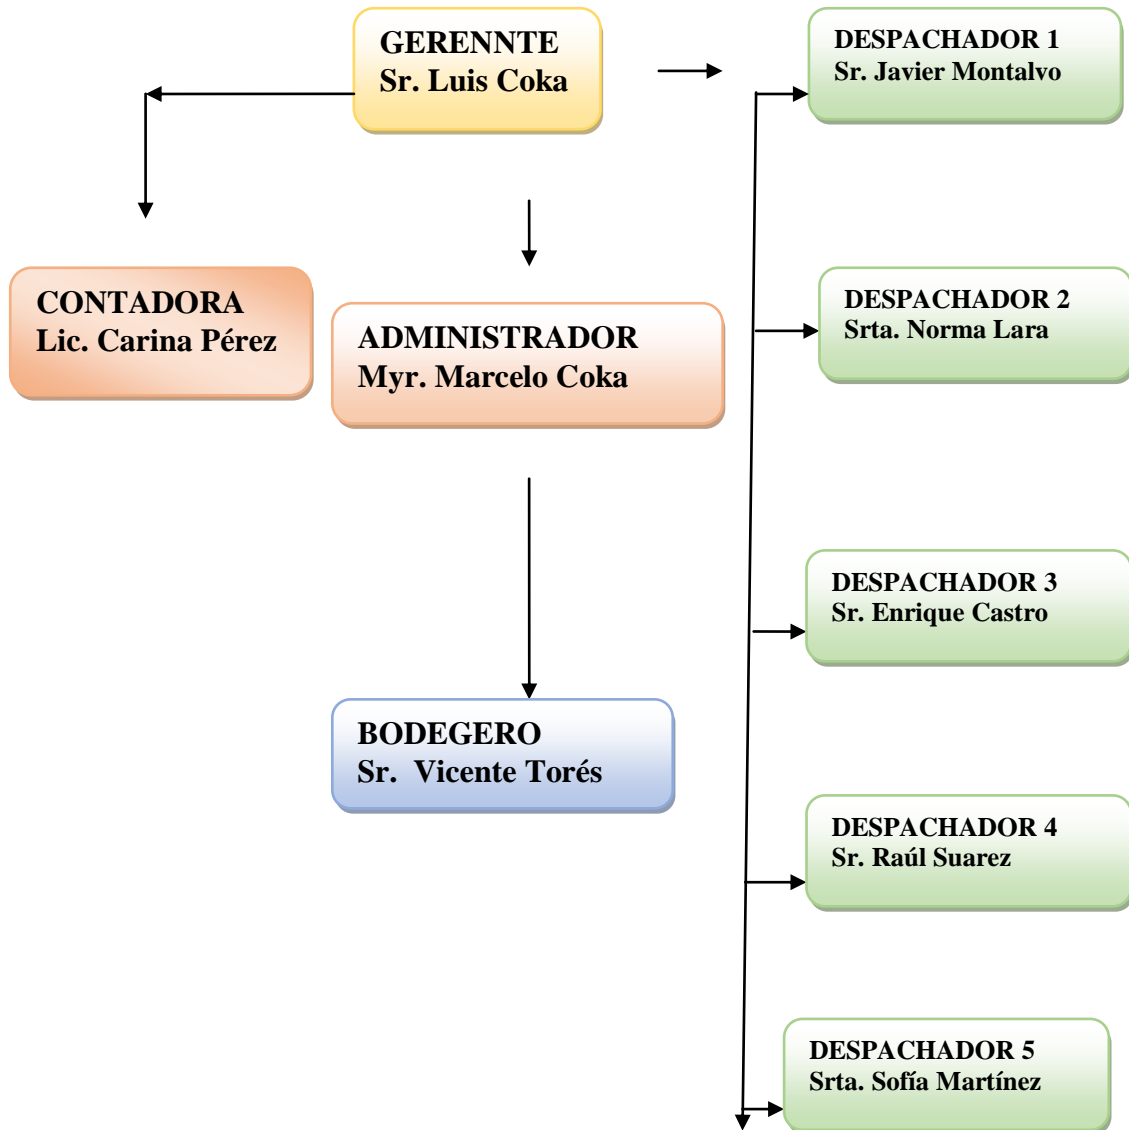 GERENNTE
Sr. Luis Coka
DESPACHADOR 1
Sr. Javier Montalvo
CONTADORA
Lic. Carina Pérez
ADMINISTRADOR
Myr. Marcelo Coka
DESPACHADOR 2
Srta. Norma Lara
DESPACHADOR 3
Sr. Enrique Castro
BODEGERO
Sr.  Vicente Torés
DESPACHADOR 4
Sr. Raúl Suarez
DESPACHADOR 5
Srta. Sofía Martínez